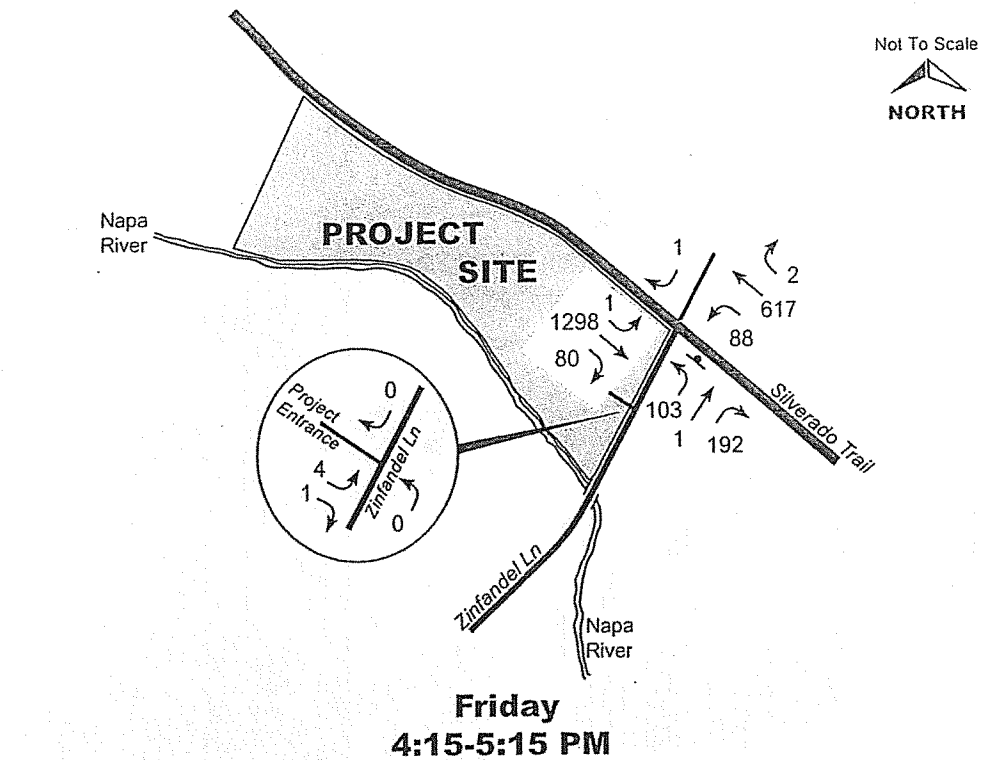 Not To Scale
NORTH
Napa
River
PROJECT
SITE
1
2
617
88
1
1298
80
103
1
192
Silverado Trail
Project
Entrance
0
4
1
0
Zinfandel Ln
Zinfandel Ln
Napa
River
Friday
4:15-5:15 PM